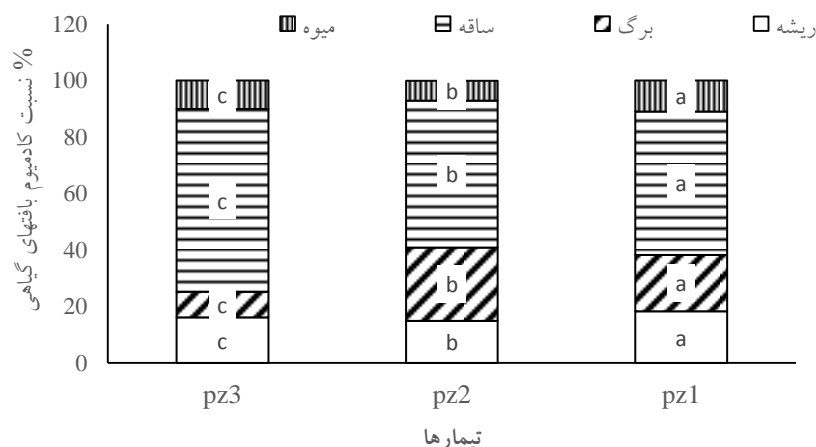 ریشه برگ ساقه میوه
120
100
80
60
40
20
0
% نسبت کادمیوم بافتهای گیاهی
c b a
c b a
c b a
c b a
pz3 pz2 pz1
تیمارها